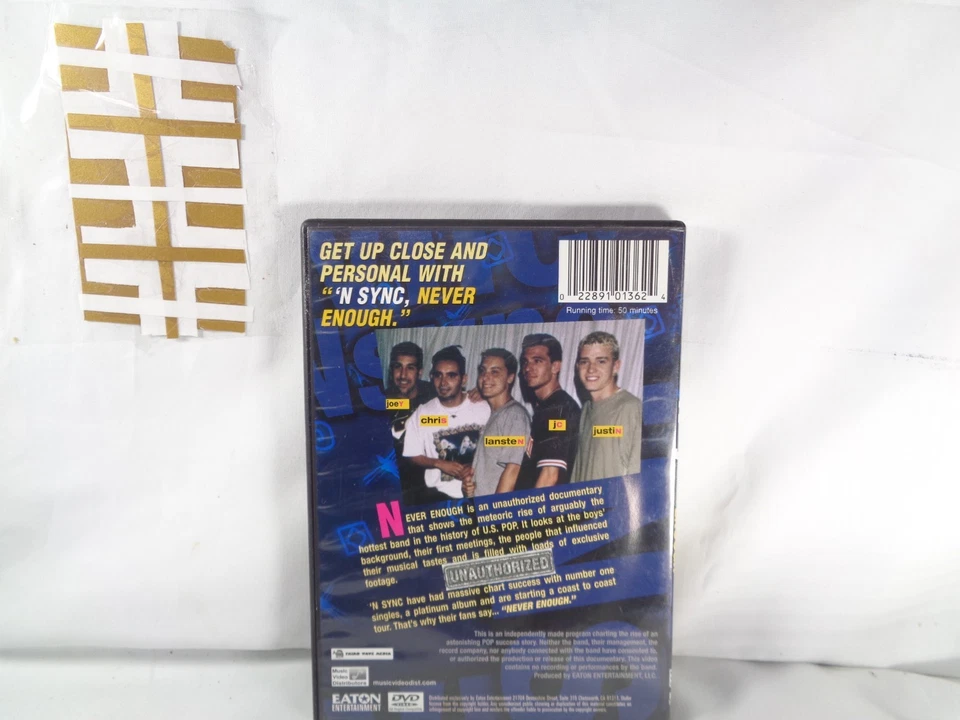 GET UP CLOSE AND
PERSONAL WITH
“‘N SYNC, NEVER
ENOUGH.”
0 22891 01362 4
Running time: 50 minutes
joeY
chriS
lansteN
jC
justiN
NEVER ENOUGH is an unauthorized documentary
that shows the meteoric rise of arguably the
hottest band in the history of U.S. POP. It looks at the boys'
background, their first meetings, the people that influenced
their musical tastes and is filled with loads of exclusive
footage.
UNAUTHORIZED
'N SYNC have had massive chart success with number one
singles, a platinum album and are starting a coast to coast
tour. That's why their fans say... “NEVER ENOUGH.”
This is an independently made program charting the rise of an
astonishing POP success story. Neither the band, their management, the
record company, nor anybody connected with the band have consented to,
or authorized the production or release of this documentary. This video
contains no recording or performances by the band.
Produced by EATON ENTERTAINMENT, LLC.
Music
Video
Distributors
musicvideodist.com
EATON
ENTERTAINMENT
DVD
VIDEO